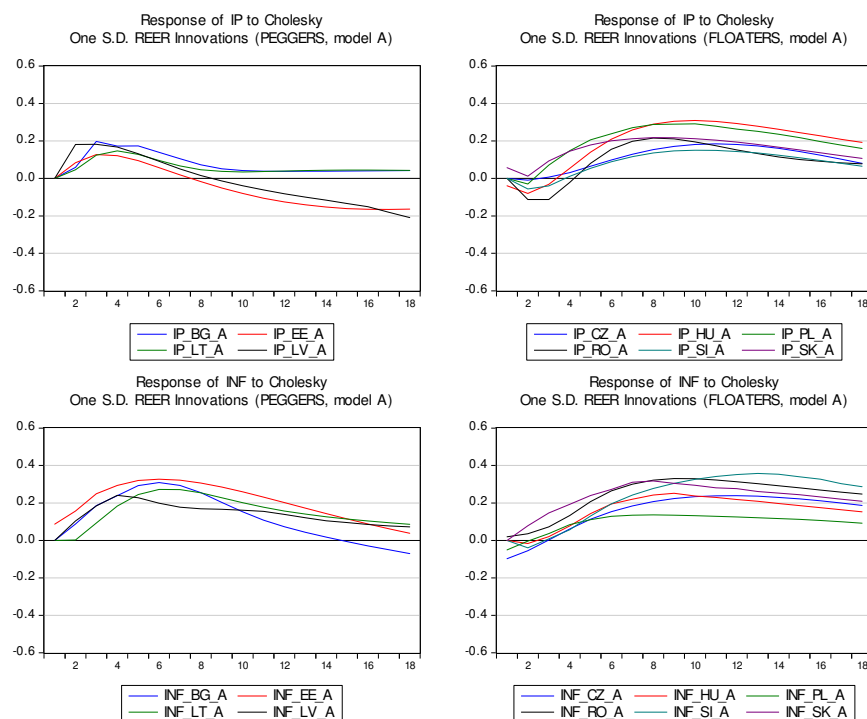 Response of IP to Cholesky
One S.D. REER Innovations (PEGGERS, model A)
0.6
0.4
0.2
0.0
-0.2
-0.4
-0.6
2 4 6 8 10 12 14 16 18
IP_BG_A IP_EE_A
IP_LT_A IP_LV_A
Response of IP to Cholesky
One S.D. REER Innovations (FLOATERS, model A)
0.6
0.4
0.2
0.0
-0.2
-0.4
-0.6
2 4 6 8 10 12 14 16 18
IP_CZ_A IP_HU_A IP_PL_A
IP_RO_A IP_SI_A IP_SK_A
Response of INF to Cholesky
One S.D. REER Innovations (PEGGERS, model A)
0.6
0.4
0.2
0.0
-0.2
-0.4
-0.6
2 4 6 8 10 12 14 16 18
INF_BG_A INF_EE_A
INF_LT_A INF_LV_A
Response of INF to Cholesky
One S.D. REER Innovations (FLOATERS, model A)
0.6
0.4
0.2
0.0
-0.2
-0.4
-0.6
2 4 6 8 10 12 14 16 18
INF_CZ_A INF_HU_A INF_PL_A
INF_RO_A INF_SI_A INF_SK_A